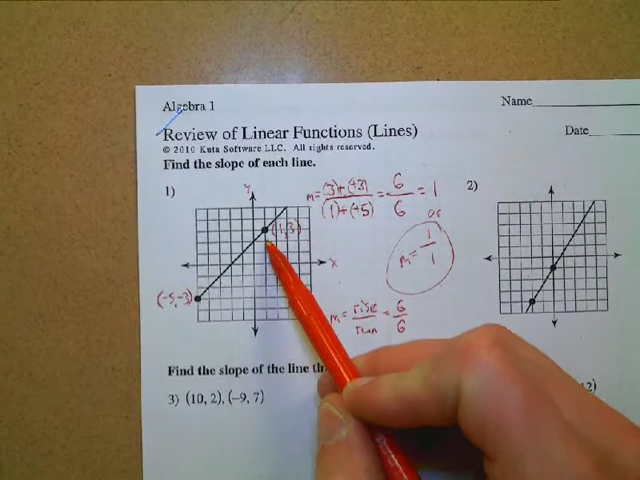 Algebra 1
Name
Review of Linear Functions (Lines)
Date
© 2010 Kuta Software LLC. All rights reserved.
Find the slope of each line.
1)
y
m = (3) + (+3) / (1) + (+5) = 6 / 6 = 1
or
m = 1 / 1
(1, 3)
x
(-5, -3)
m = rise / run = 6 / 6
2)
Find the slope of the line
3) (10, 2), (−9, 7)